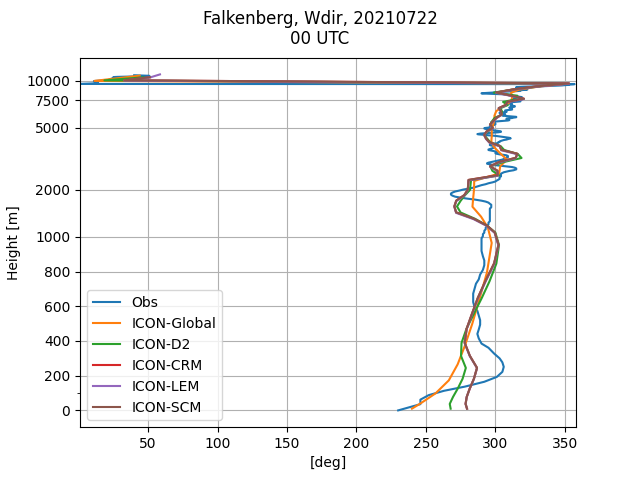 Falkenberg, Wdir, 20210722
00 UTC
10000
7500
5000
2000
1000
800
600
400
200
0
Height [m]
Obs
ICON-Global
ICON-D2
ICON-CRM
ICON-LEM
ICON-SCM
50 100 150 200 250 300 350
[deg]